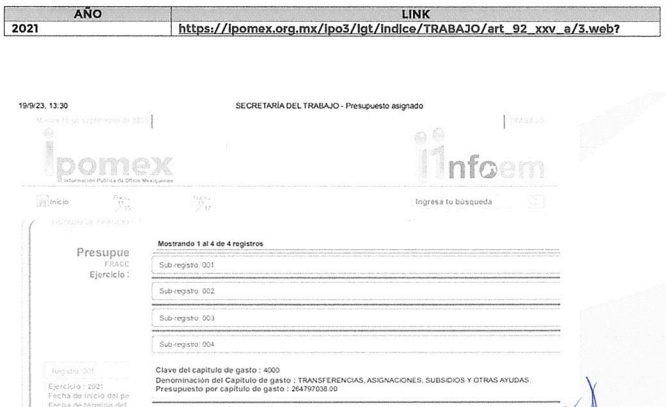 AÑO LINK
2021 https://ipomex.org.mx/ipo3/lgt/indice/TRABAJO/art_92_xxv_a/3.web?
19/9/23, 13:30 SECRETARÍA DEL TRABAJO - Presupuesto asignado
TRABAJO
ipomex
Información Pública de Oficio Mexiquense
infoem
Inicio
Ingresa tu búsqueda
Mostrando 1 al 4 de 4 registros
Presupue
FRACC
Ejercicio :
Sub-registro: 001
Sub-registro: 002
Sub-registro: 003
Sub-registro: 004
Registro: 001
Clave del capitulo de gasto : 4000
Denominación del Capitulo de gasto : TRANSFERENCIAS, ASIGNACIONES, SUBSIDIOS Y OTRAS AYUDAS
Presupuesto por capitulo de gasto : 264797038.00
Ejercicio : 2021
Fecha de inicio del pe
Fecha de término del